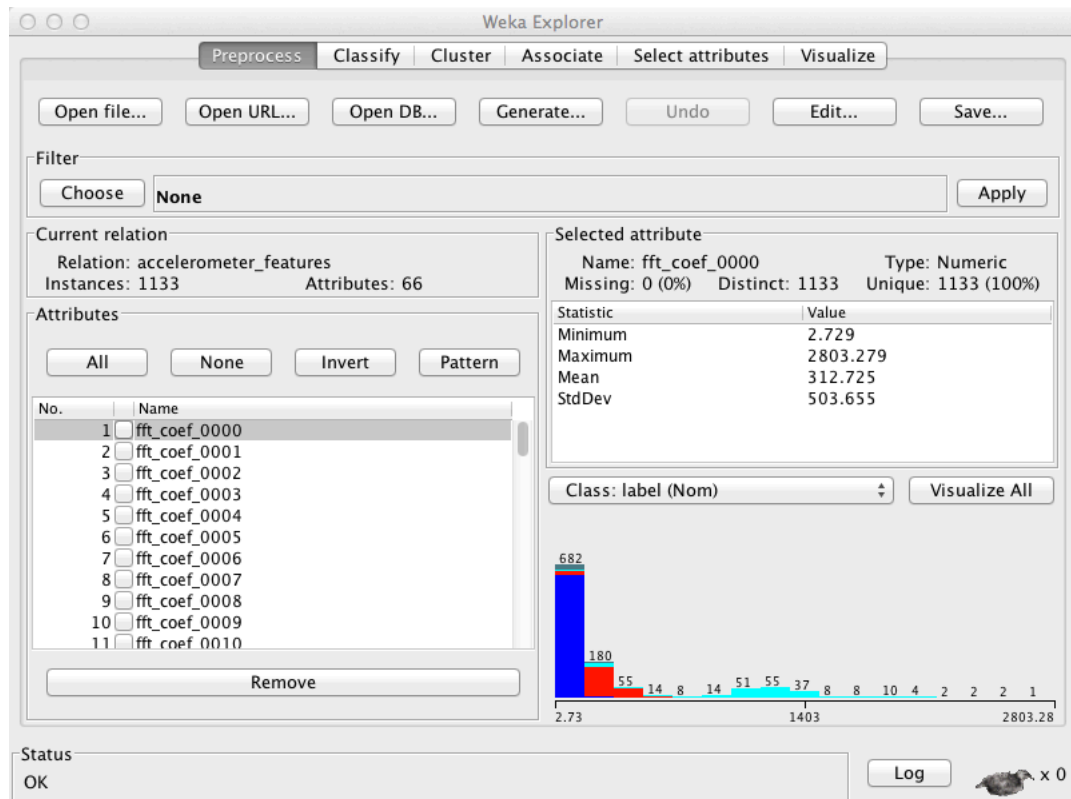 Weka Explorer
Preprocess Classify Cluster Associate Select attributes Visualize
Open file... Open URL... Open DB... Generate... Undo Edit... Save...
Filter
Choose None Apply
Current relation
Relation: accelerometer_features
Instances: 1133 Attributes: 66
Attributes
All None Invert Pattern
No. Name
1 fft_coef_0000
2 fft_coef_0001
3 fft_coef_0002
4 fft_coef_0003
5 fft_coef_0004
6 fft_coef_0005
7 fft_coef_0006
8 fft_coef_0007
9 fft_coef_0008
10 fft_coef_0009
11 fft_coef_0010
Remove
Selected attribute
Name: fft_coef_0000 Type: Numeric
Missing: 0 (0%) Distinct: 1133 Unique: 1133 (100%)
Statistic Value
Minimum 2.729
Maximum 2803.279
Mean 312.725
StdDev 503.655
Class: label (Nom) Visualize All
682 180 55 14 8 14 51 55 37 8 8 10 4 2 2 2 1
2.73 1403 2803.28
Status
OK
Log x 0